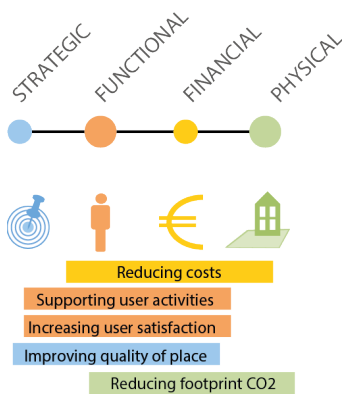 STRATEGIC
FUNCTIONAL
FINANCIAL
PHYSICAL
Reducing costs
Supporting user activities
Increasing user satisfaction
Improving quality of place
Reducing footprint CO2